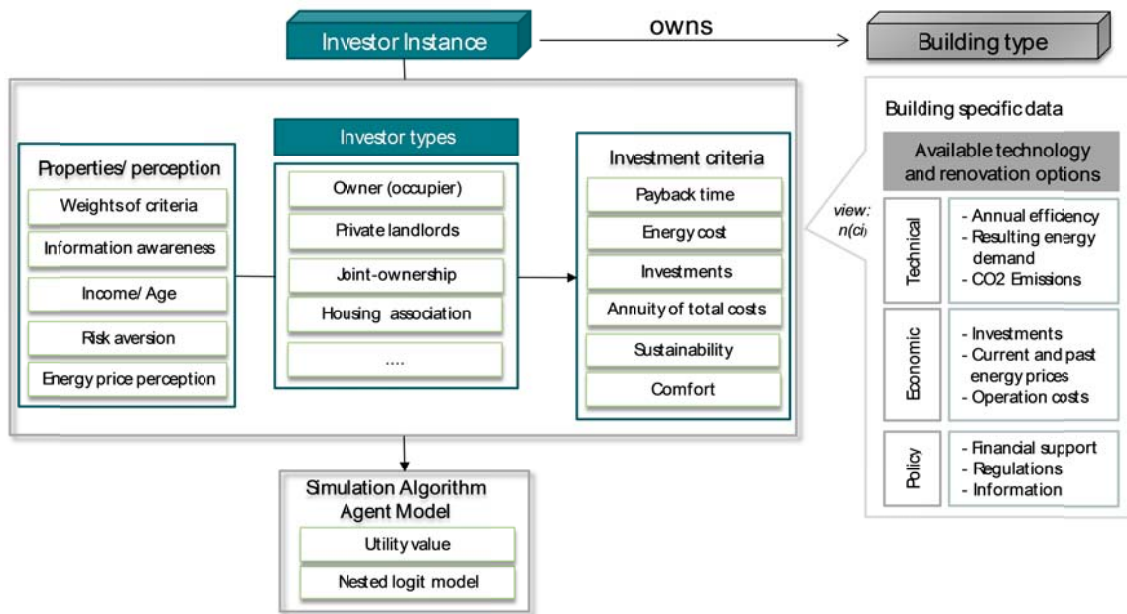 Investor Instance
owns
Building type
Properties/ perception
Weights of criteria
Information awareness
Income/ Age
Risk aversion
Energy price perception
Investor types
Owner (occupier)
Private landlords
Joint-ownership
Housing association
....
Investment criteria
Payback time
Energy cost
Investments
Annuity of total costs
Sustainability
Comfort
view:
n(ci)
Building specific data
Available technology
and renovation options
Technical
- Annual efficiency
- Resulting energy
demand
- CO2 Emissions
Economic
- Investments
- Current and past
energy prices
- Operation costs
Policy
- Financial support
- Regulations
- Information
Simulation Algorithm
Agent Model
Utility value
Nested logit model